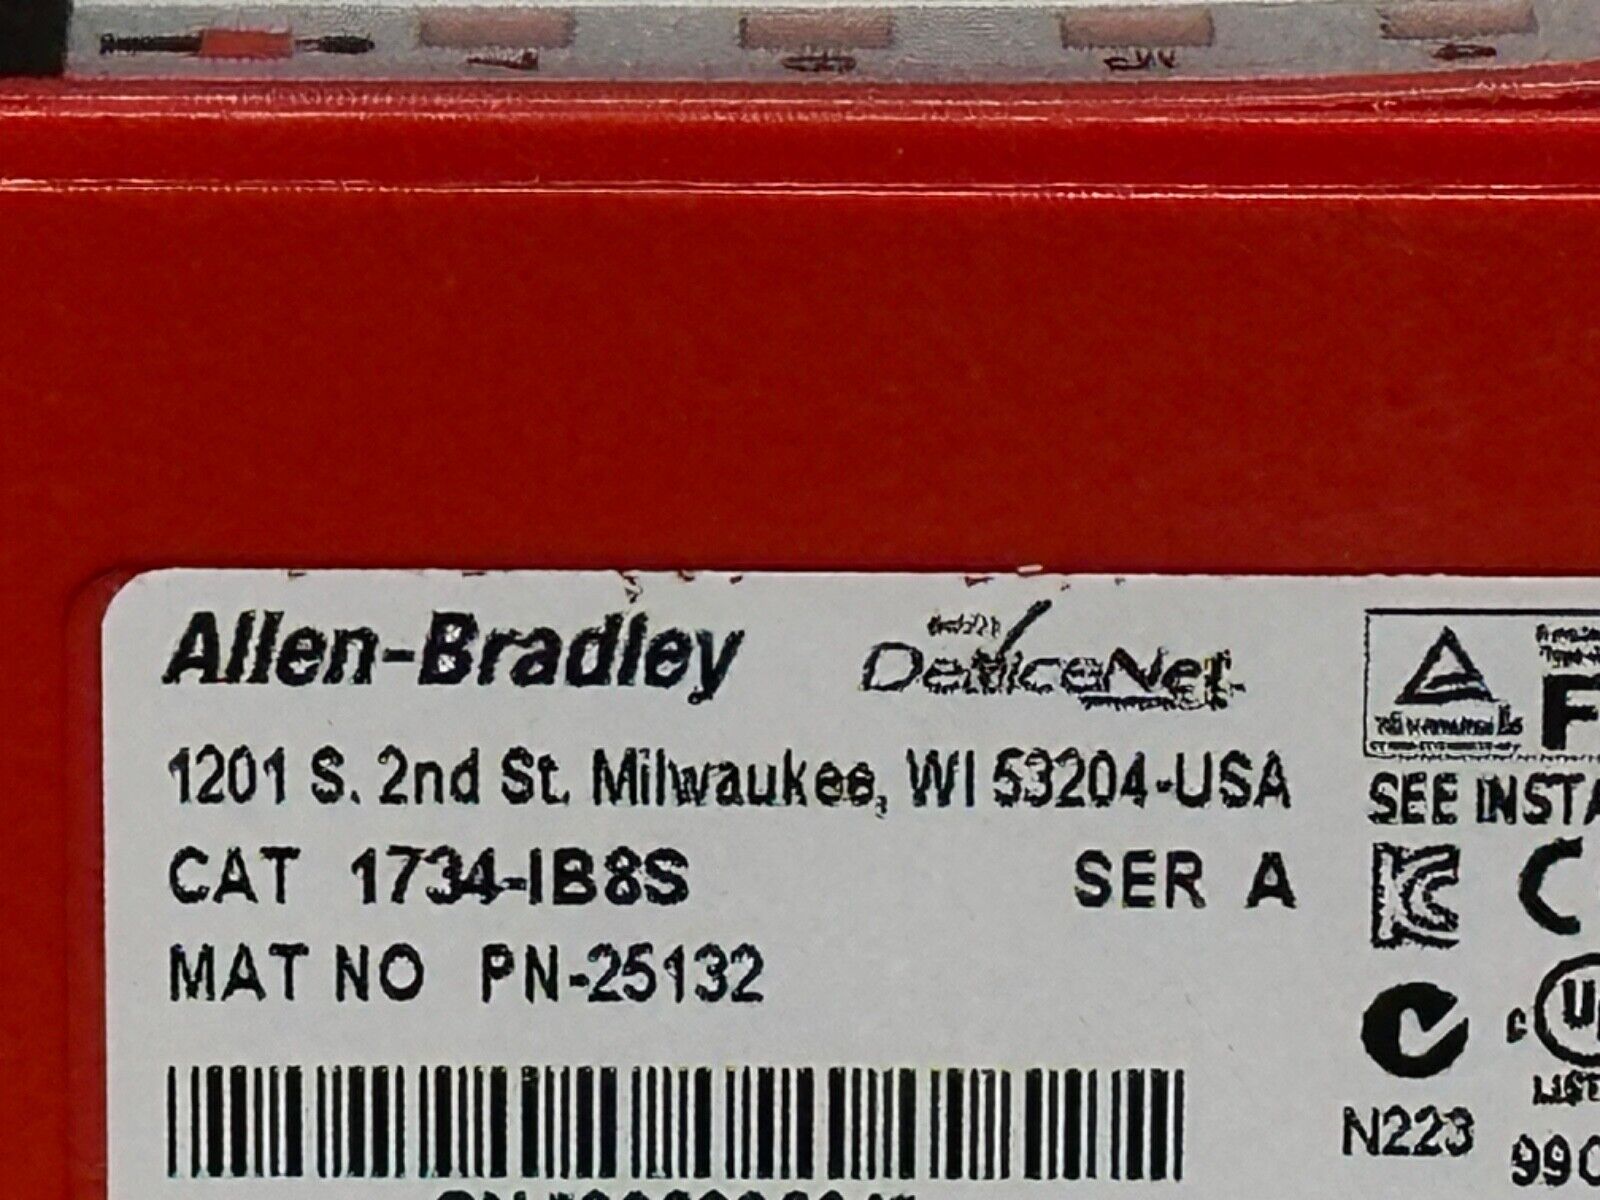 Allen-Bradley
DeviceNet
1201 S. 2nd St. Milwaukee, WI 53204-USA
CAT 1734-IB8S SER A
MAT NO PN-25132
F
SEE INSTA
N223
990